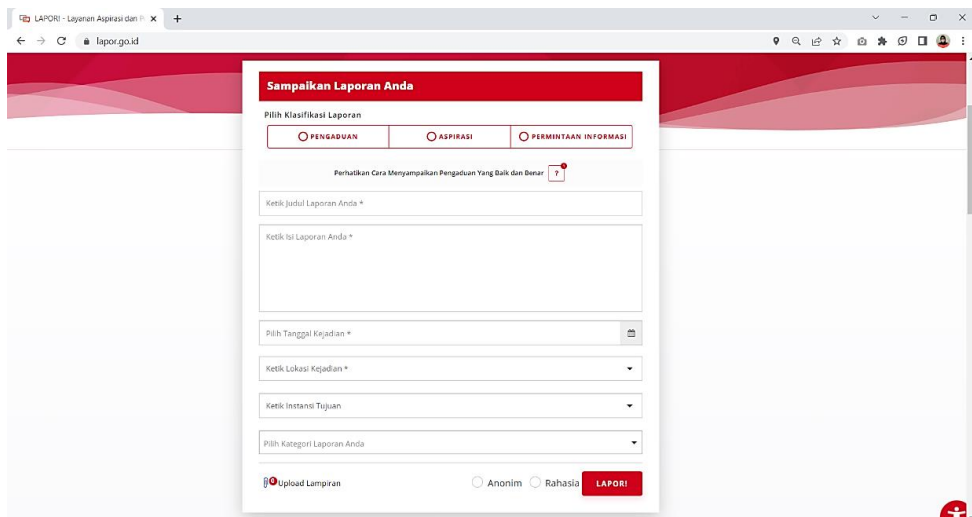 LAPOR! - Layanan Aspirasi dan P
lapor.go.id
Sampaikan Laporan Anda
Pilih Klasifikasi Laporan
PENGADUAN ASPIRASI PERMINTAAN INFORMASI
Perhatikan Cara Menyampaikan Pengaduan Yang Baik dan Benar ?
Ketik Judul Laporan Anda *
Ketik Isi Laporan Anda *
Pilih Tanggal Kejadian *
Ketik Lokasi Kejadian *
Ketik Instansi Tujuan
Pilih Kategori Laporan Anda
0 Upload Lampiran Anonim Rahasia LAPOR!